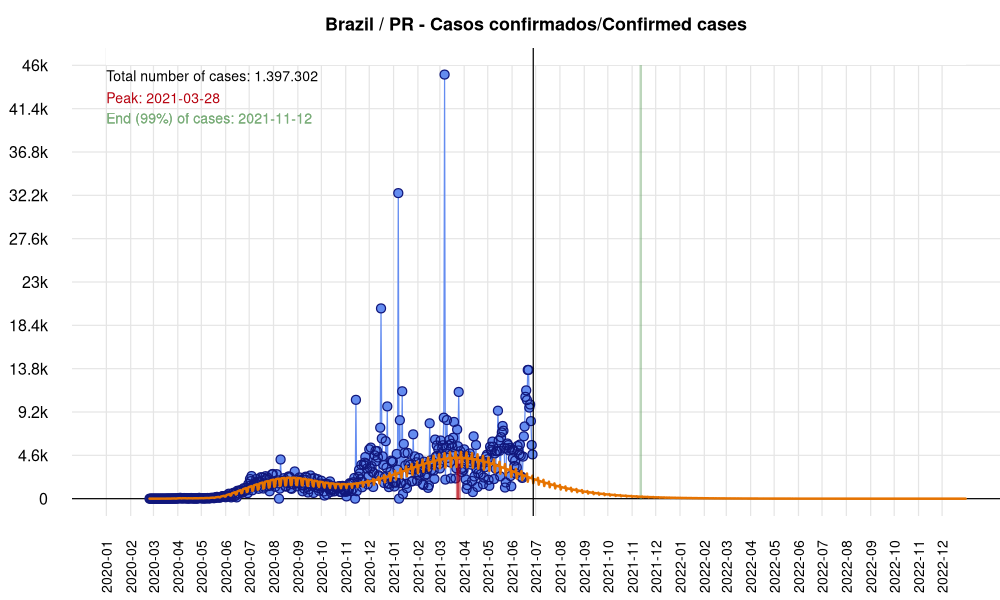 Brazil / PR - Casos confirmados/Confirmed cases
Total number of cases: 1.397.302
Peak: 2021-03-28
End (99%) of cases: 2021-11-12
46k
41.4k
36.8k
32.2k
27.6k
23k
18.4k
13.8k
9.2k
4.6k
0
2020-01
2020-02
2020-03
2020-04
2020-05
2020-06
2020-07
2020-08
2020-09
2020-10
2020-11
2020-12
2021-01
2021-02
2021-03
2021-04
2021-05
2021-06
2021-07
2021-08
2021-09
2021-10
2021-11
2021-12
2022-01
2022-02
2022-03
2022-04
2022-05
2022-06
2022-07
2022-08
2022-09
2022-10
2022-11
2022-12